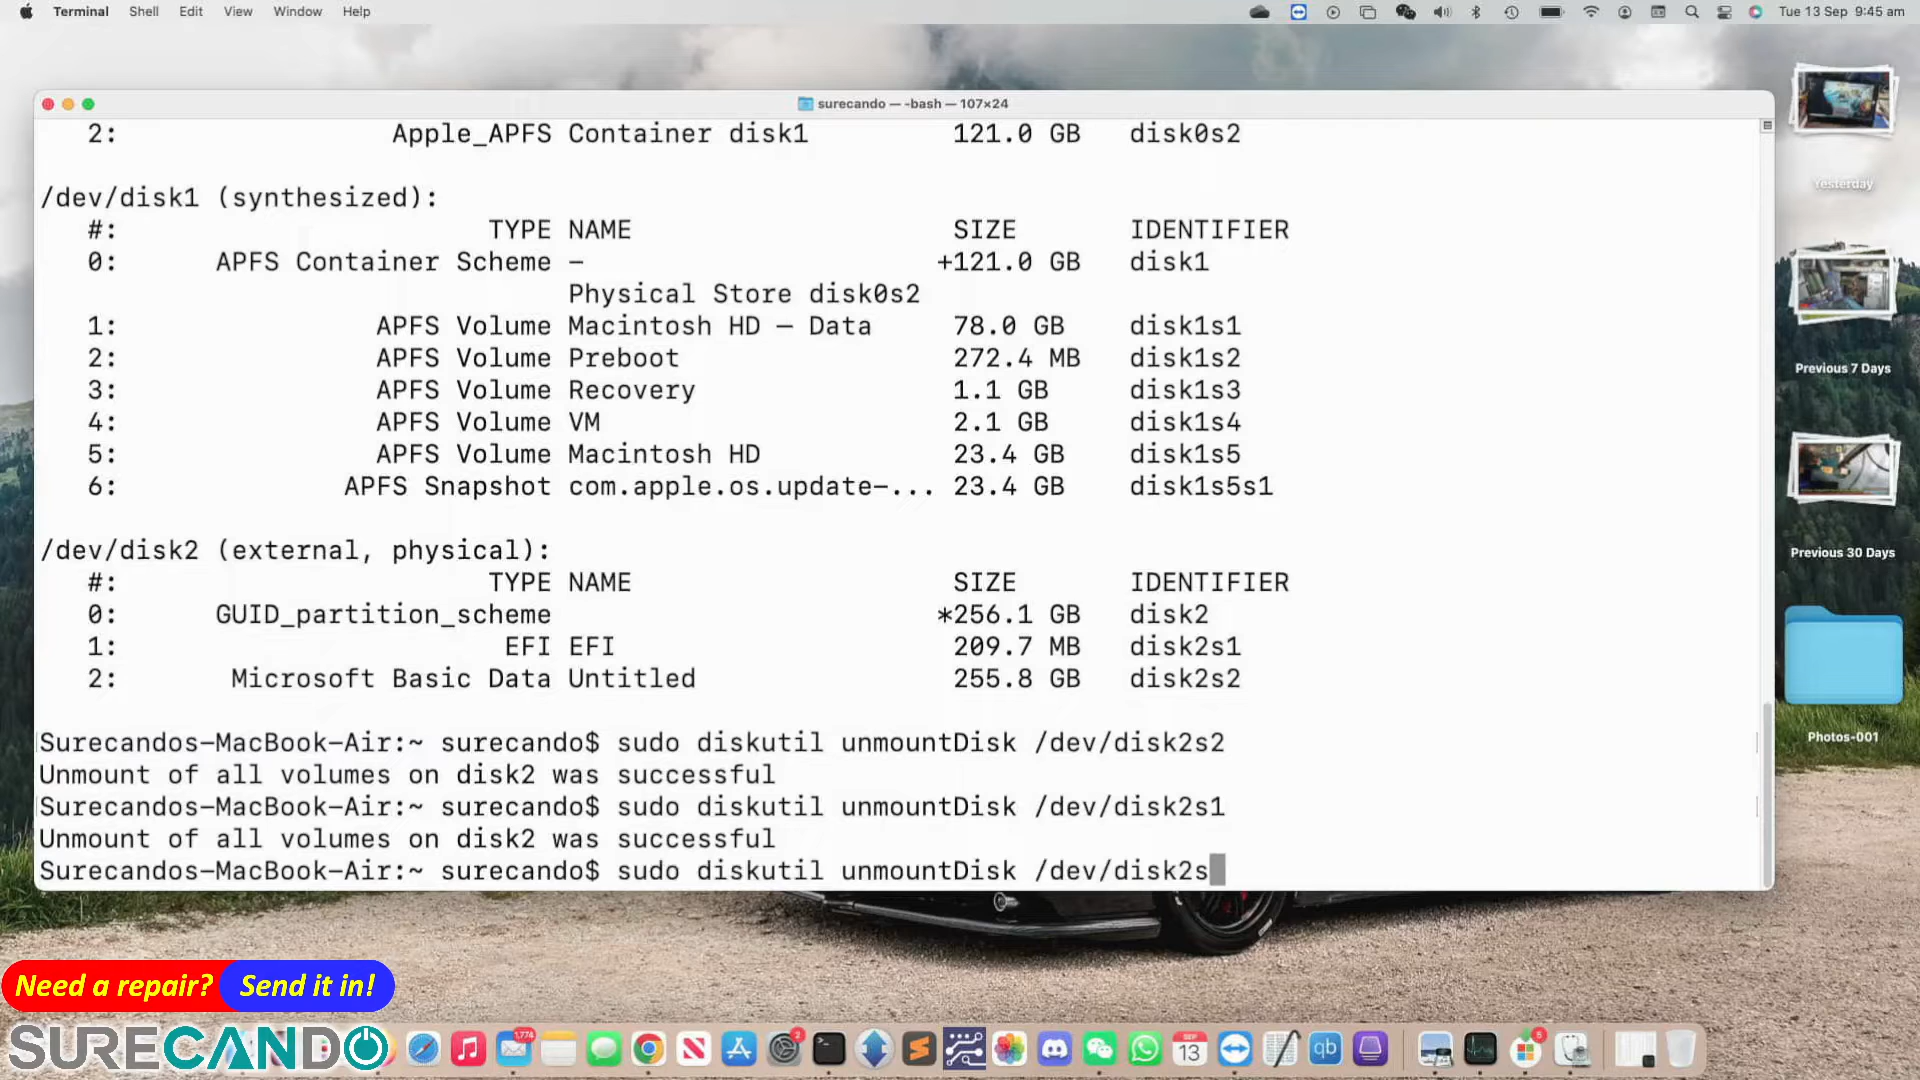 Terminal Shell Edit View Window Help
Tue 13 Sep 9:45 am
surecando — -bash — 107×24
2: Apple_APFS Container disk1 121.0 GB disk0s2
/dev/disk1 (synthesized):
#: TYPE NAME SIZE IDENTIFIER
0: APFS Container Scheme - +121.0 GB disk1
Physical Store disk0s2
1: APFS Volume Macintosh HD — Data 78.0 GB disk1s1
2: APFS Volume Preboot 272.4 MB disk1s2
3: APFS Volume Recovery 1.1 GB disk1s3
4: APFS Volume VM 2.1 GB disk1s4
5: APFS Volume Macintosh HD 23.4 GB disk1s5
6: APFS Snapshot com.apple.os.update-... 23.4 GB disk1s5s1
/dev/disk2 (external, physical):
#: TYPE NAME SIZE IDENTIFIER
0: GUID_partition_scheme *256.1 GB disk2
1: EFI EFI 209.7 MB disk2s1
2: Microsoft Basic Data Untitled 255.8 GB disk2s2
Surecandos-MacBook-Air:~ surecando$ sudo diskutil unmountDisk /dev/disk2s2
Unmount of all volumes on disk2 was successful
Surecandos-MacBook-Air:~ surecando$ sudo diskutil unmountDisk /dev/disk2s1
Unmount of all volumes on disk2 was successful
Surecandos-MacBook-Air:~ surecando$ sudo diskutil unmountDisk /dev/disk2s
Yesterday
Previous 7 Days
Previous 30 Days
Photos-001
Need a repair? Send it in!
SURECANDO
1,774
2
SEP
13
qb
5